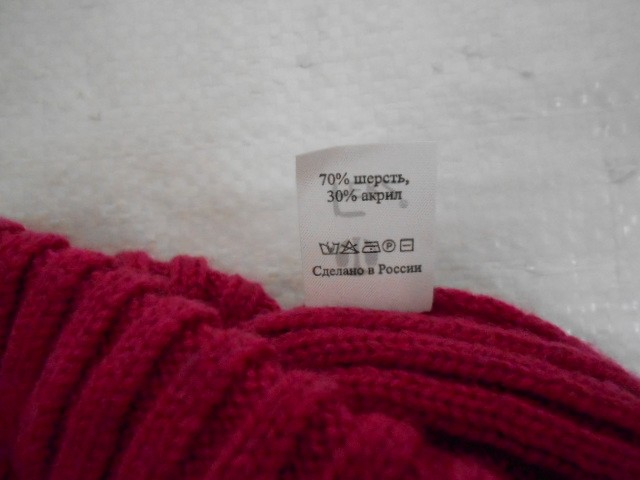 70% шерсть,
30% акрил
Сделано в России